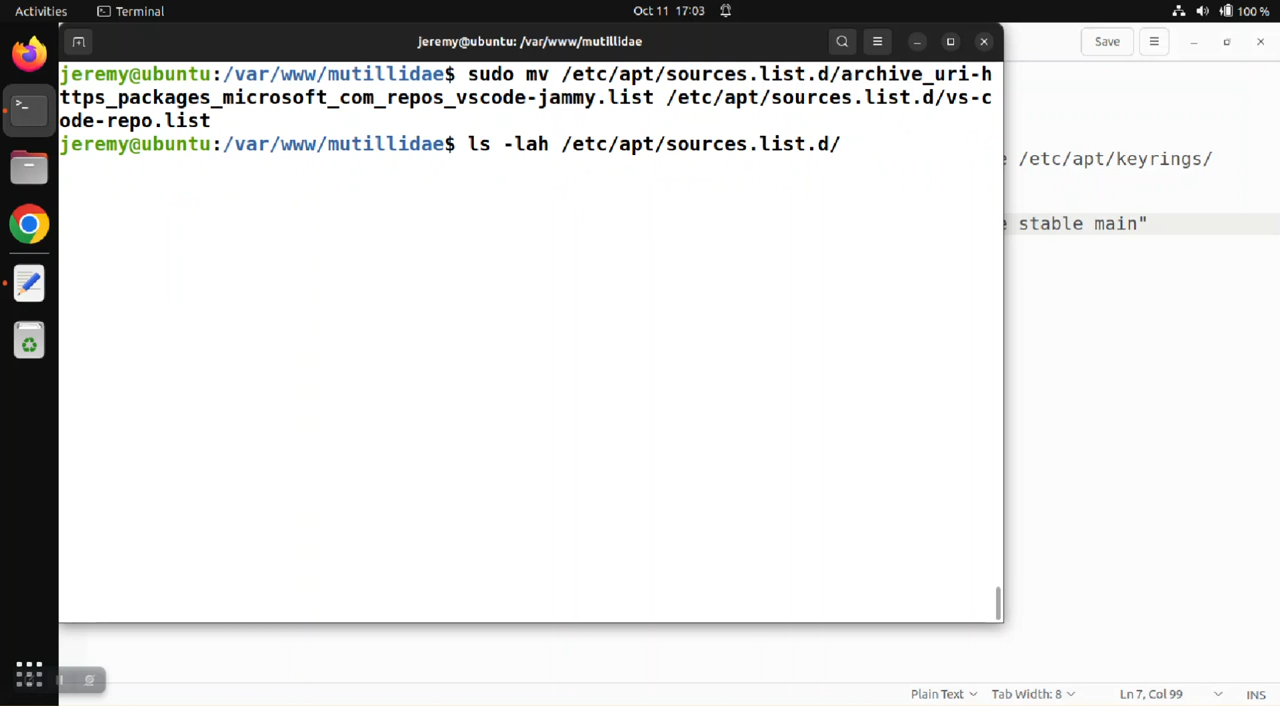 Activities
Terminal
Oct 11 17:03
100 %
jeremy@ubuntu: /var/www/mutillidae
Save
jeremy@ubuntu:/var/www/mutillidae$ sudo mv /etc/apt/sources.list.d/archive_uri-h
ttps_packages_microsoft_com_repos_vscode-jammy.list /etc/apt/sources.list.d/vs-c
ode-repo.list
jeremy@ubuntu:/var/www/mutillidae$ ls -lah /etc/apt/sources.list.d/
/etc/apt/keyrings/
stable main"
Plain Text
Tab Width: 8
Ln 7, Col 99
INS